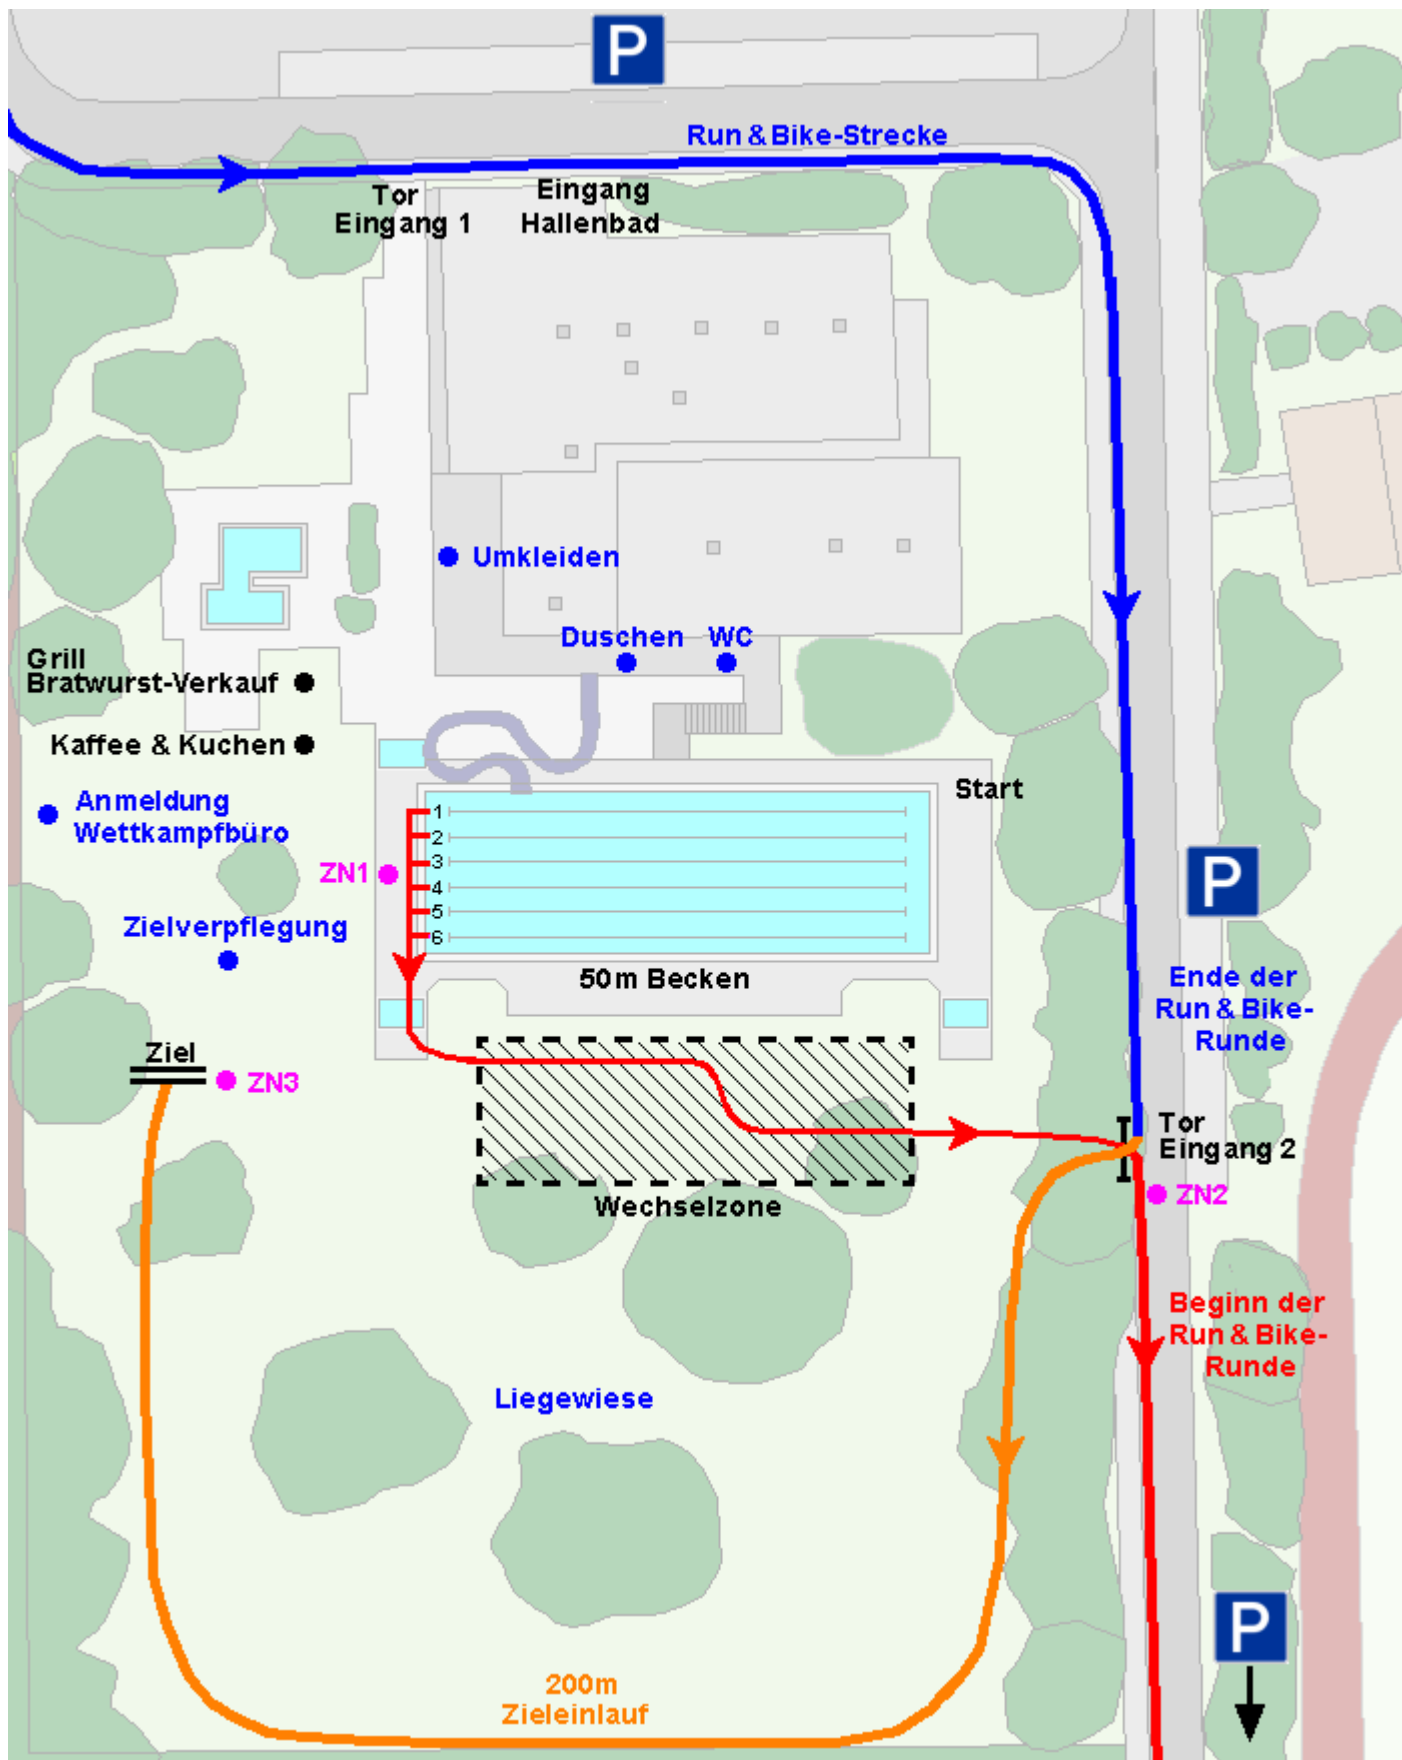 P
Run & Bike-Strecke
Tor
Eingang 1
Eingang
Hallenbad
Umkleiden
Duschen
WC
Grill
Bratwurst-Verkauf
Kaffee & Kuchen
Anmeldung
Wettkampfbüro
Start
1
2
3
4
5
6
ZN1
P
Zielverpflegung
50m Becken
Ende der
Run & Bike-
Runde
Ziel
ZN3
Tor
Eingang 2
ZN2
Wechselzone
Beginn der
Run & Bike-
Runde
Liegewiese
P
200m
Zieleinlauf